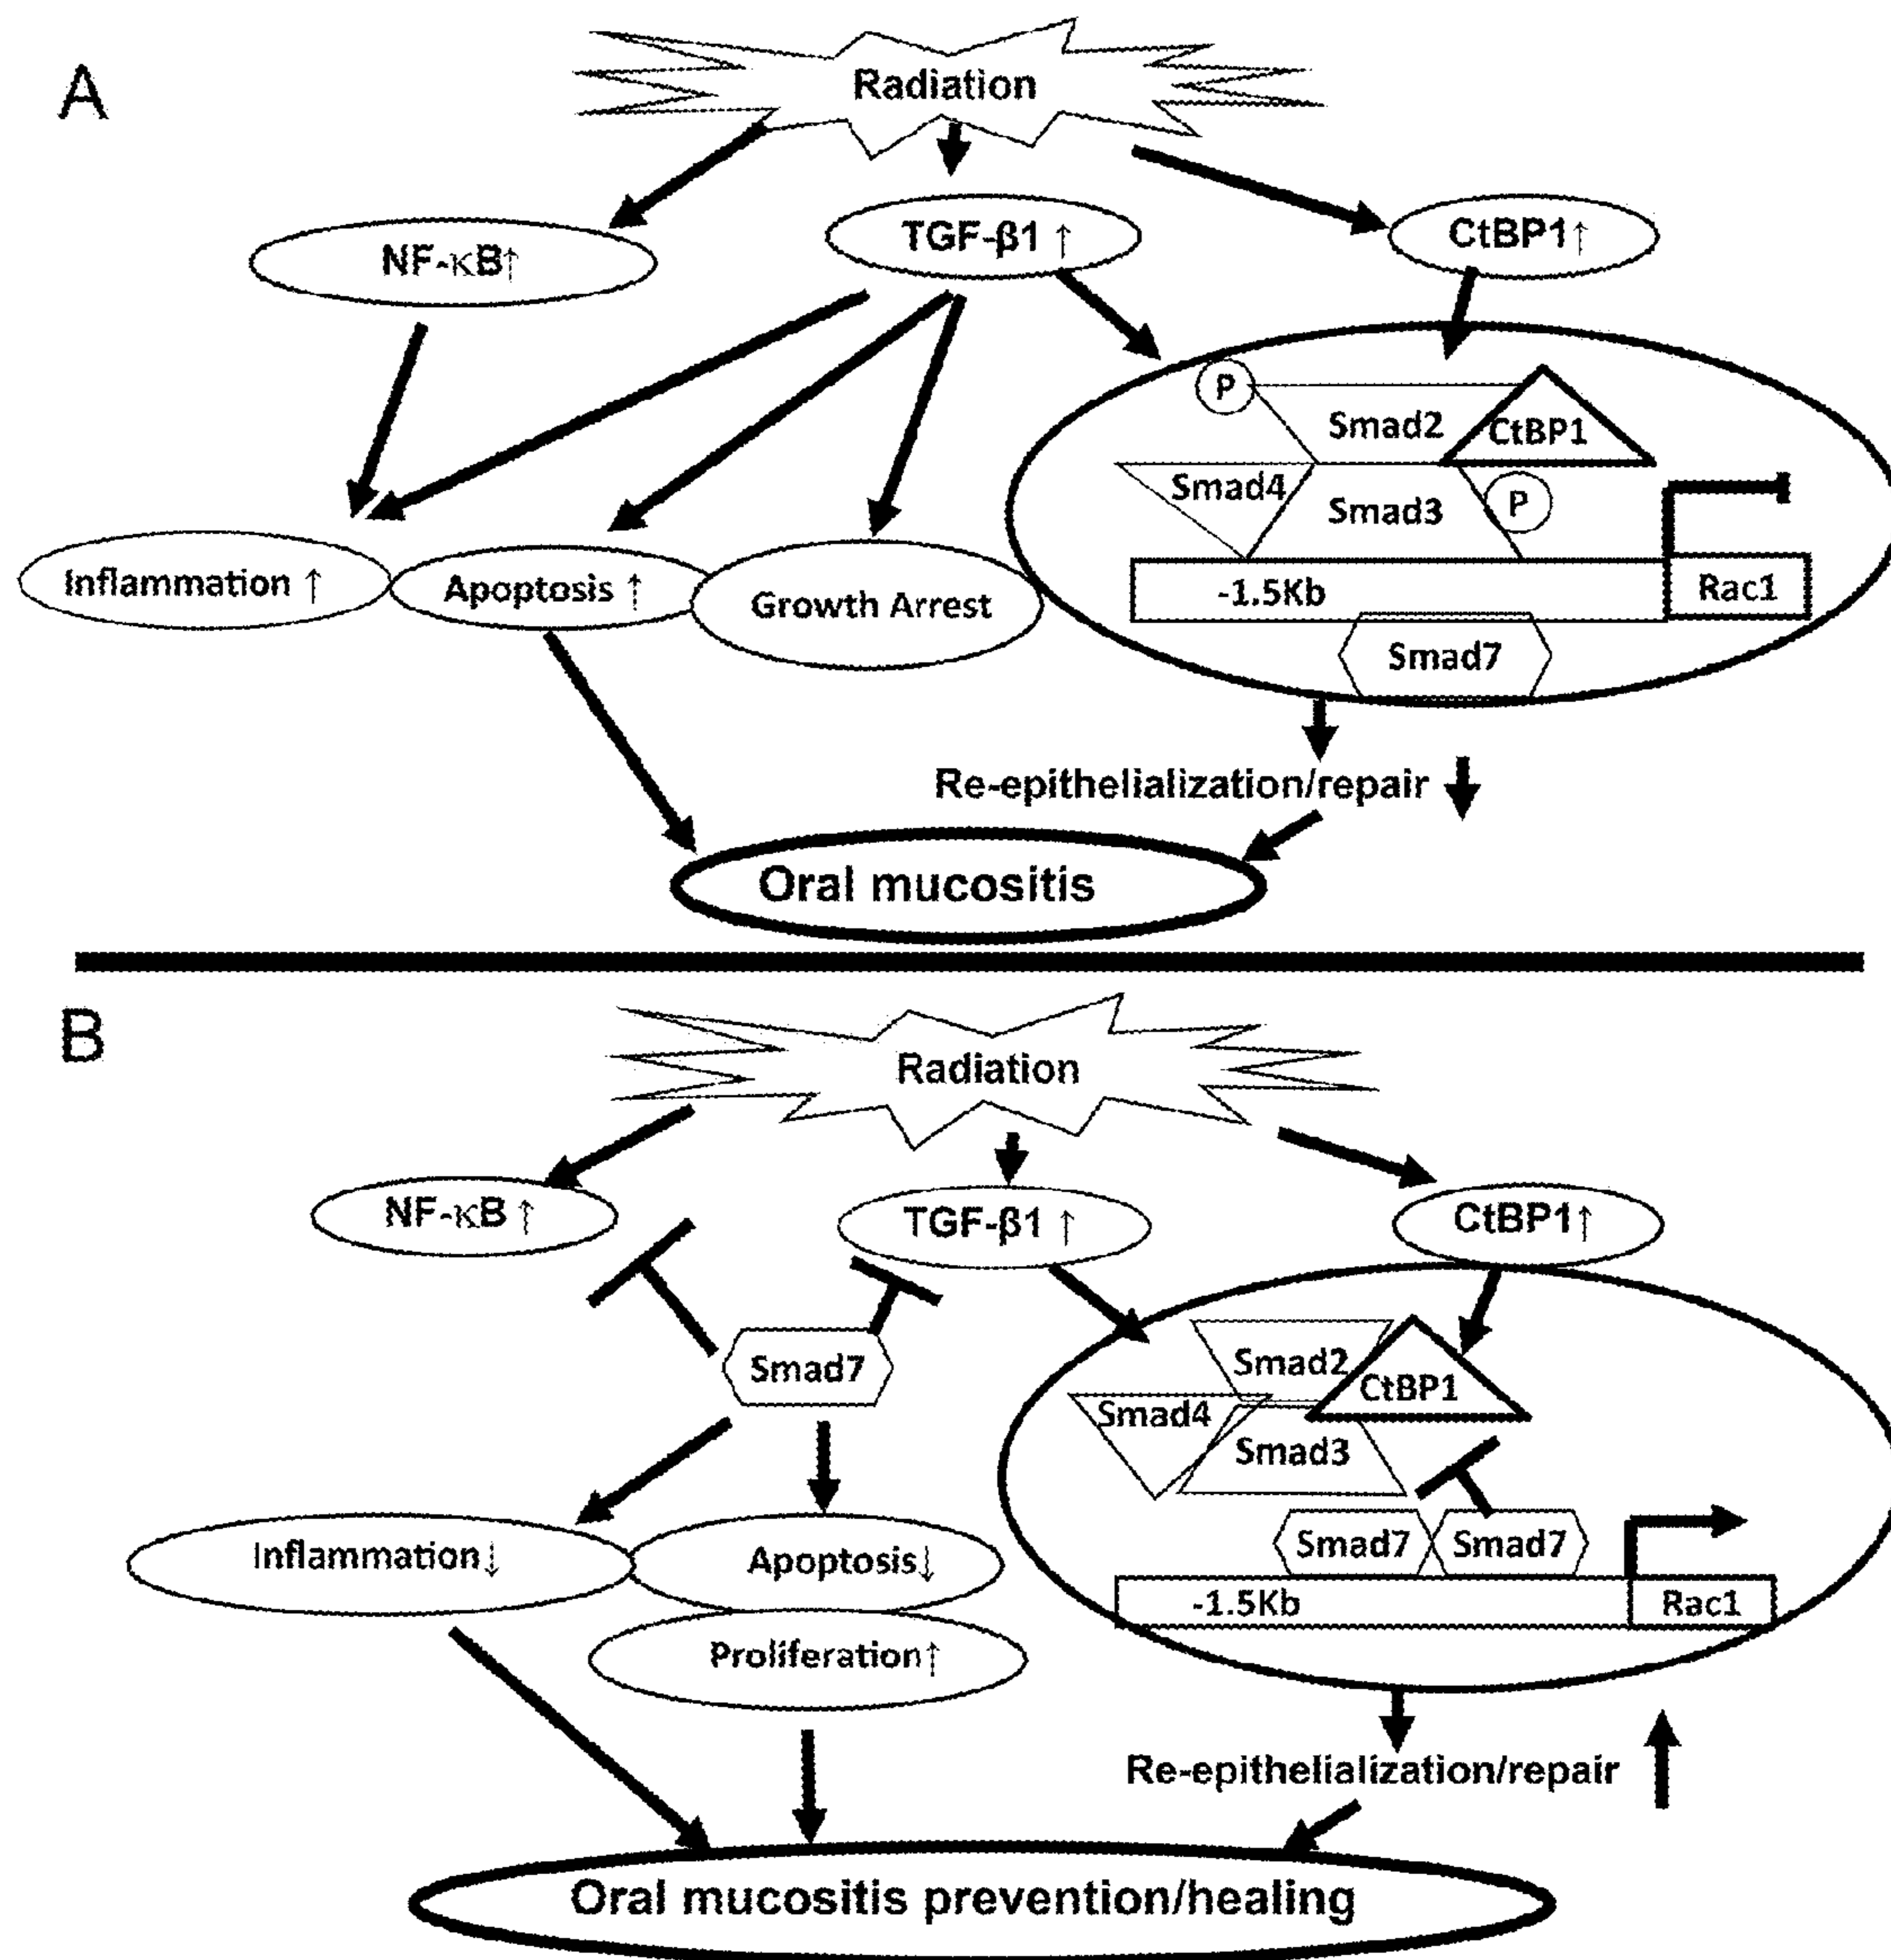 A
Radiation
NF-κB↑
TGF-β1 ↑
CtBP1↑
P
Smad2
CtBP1
Smad4
Smad3
P
Inflammation ↑
Apoptosis ↑
Growth Arrest
-1.5Kb
Rac1
Smad7
Re-epithelialization/repair
Oral mucositis
B
Radiation
NF-κB ↑
TGF-β1 ↑
CtBP1↑
Smad7
Smad2
CtBP1
Smad4
Smad3
Smad7
Smad7
Inflammation↓
Apoptosis↓
-1.5Kb
Rac1
Proliferation↑
Re-epithelialization/repair
Oral mucositis prevention/healing